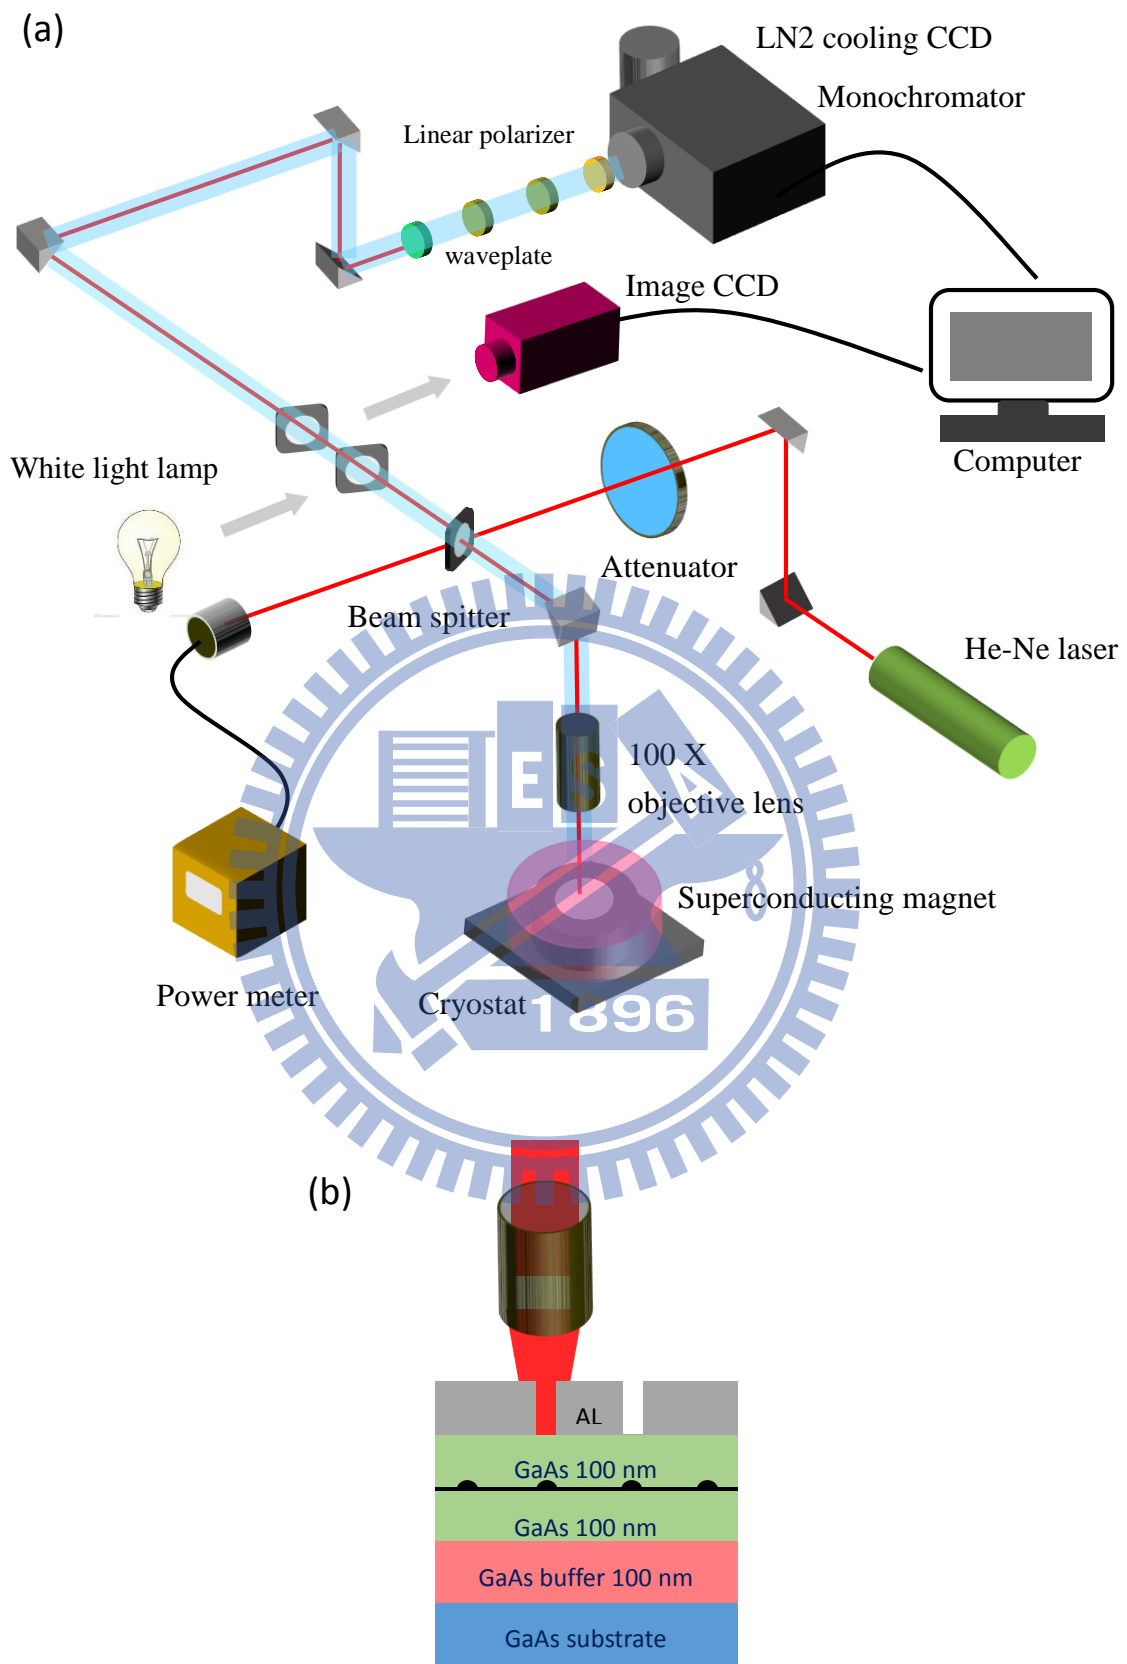 (a)
LN2 cooling CCD
Monochromator
Linear polarizer
waveplate
Image CCD
Computer
White light lamp
Attenuator
Beam spitter
He-Ne laser
100 X
objective lens
Superconducting magnet
Power meter
Cryostat
E S A
8
1896
(b)
AL
GaAs 100 nm
GaAs 100 nm
GaAs buffer 100 nm
GaAs substrate